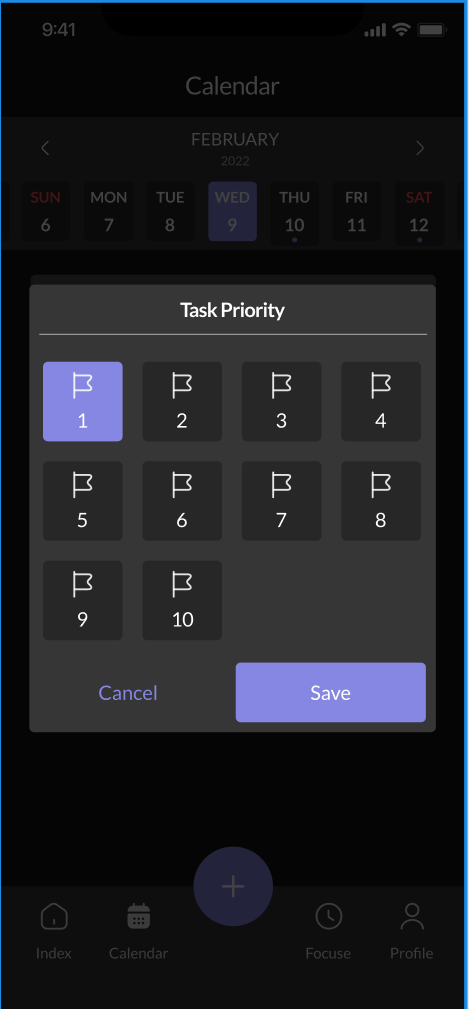 9:41
Calendar
FEBRUARY
2022
SUN MON TUE WED THU FRI SAT
6 7 8 9 10 11 12
Task Priority
1 2 3 4
5 6 7 8
9 10
Cancel Save
Index Calendar Focuse Profile